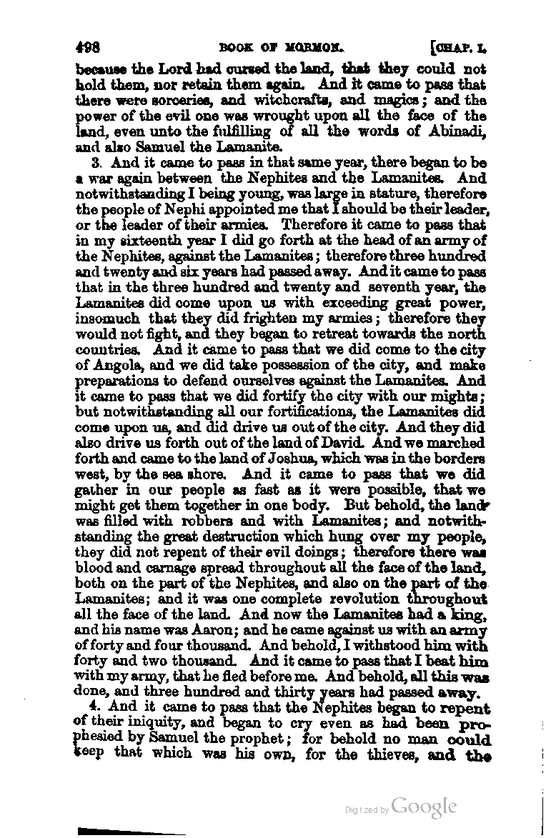 498 BOOK OF MORMON. [CHAP. I.
because the Lord had cursed the land, that they could not
hold them, nor retain them again. And it came to pass that
there were sorceries, and witchcrafts, and magics; and the
power of the evil one was wrought upon all the face of the
land, even unto the fulfilling of all the words of Abinadi,
and also Samuel the Lamanite.
3. And it came to pass in that same year, there began to be
a war again between the Nephites and the Lamanites. And
notwithstanding I being young, was large in stature, therefore
the people of Nephi appointed me that I should be their leader,
or the leader of their armies. Therefore it came to pass that
in my sixteenth year I did go forth at the head of an army of
the Nephites, against the Lamanites; therefore three hundred
and twenty and six years had passed away. And it came to pass
that in the three hundred and twenty and seventh year, the
Lamanites did come upon us with exceeding great power,
insomuch that they did frighten my armies; therefore they
would not fight, and they began to retreat towards the north
countries. And it came to pass that we did come to the city
of Angola, and we did take possession of the city, and make
preparations to defend ourselves against the Lamanites. And
it came to pass that we did fortify the city with our mights;
but notwithstanding all our fortifications, the Lamanites did
come upon us, and did drive us out of the city. And they did
also drive us forth out of the land of David. And we marched
forth and came to the land of Joshua, which was in the borders
west, by the sea shore. And it came to pass that we did
gather in our people as fast as it were possible, that we
might get them together in one body. But behold, the land
was filled with robbers and with Lamanites; and notwith-
standing the great destruction which hung over my people,
they did not repent of their evil doings; therefore there was
blood and carnage spread throughout all the face of the land,
both on the part of the Nephites, and also on the part of the
Lamanites; and it was one complete revolution throughout
all the face of the land. And now the Lamanites had a king,
and his name was Aaron; and he came against us with an army
of forty and four thousand. And behold, I withstood him with
forty and two thousand. And it came to pass that I beat him
with my army, that he fled before me. And behold, all this was
done, and three hundred and thirty years had passed away.
4. And it came to pass that the Nephites began to repent
of their iniquity, and began to cry even as had been pro-
phesied by Samuel the prophet; for behold no man could
keep that which was his own, for the thieves, and the
Digitized by Google